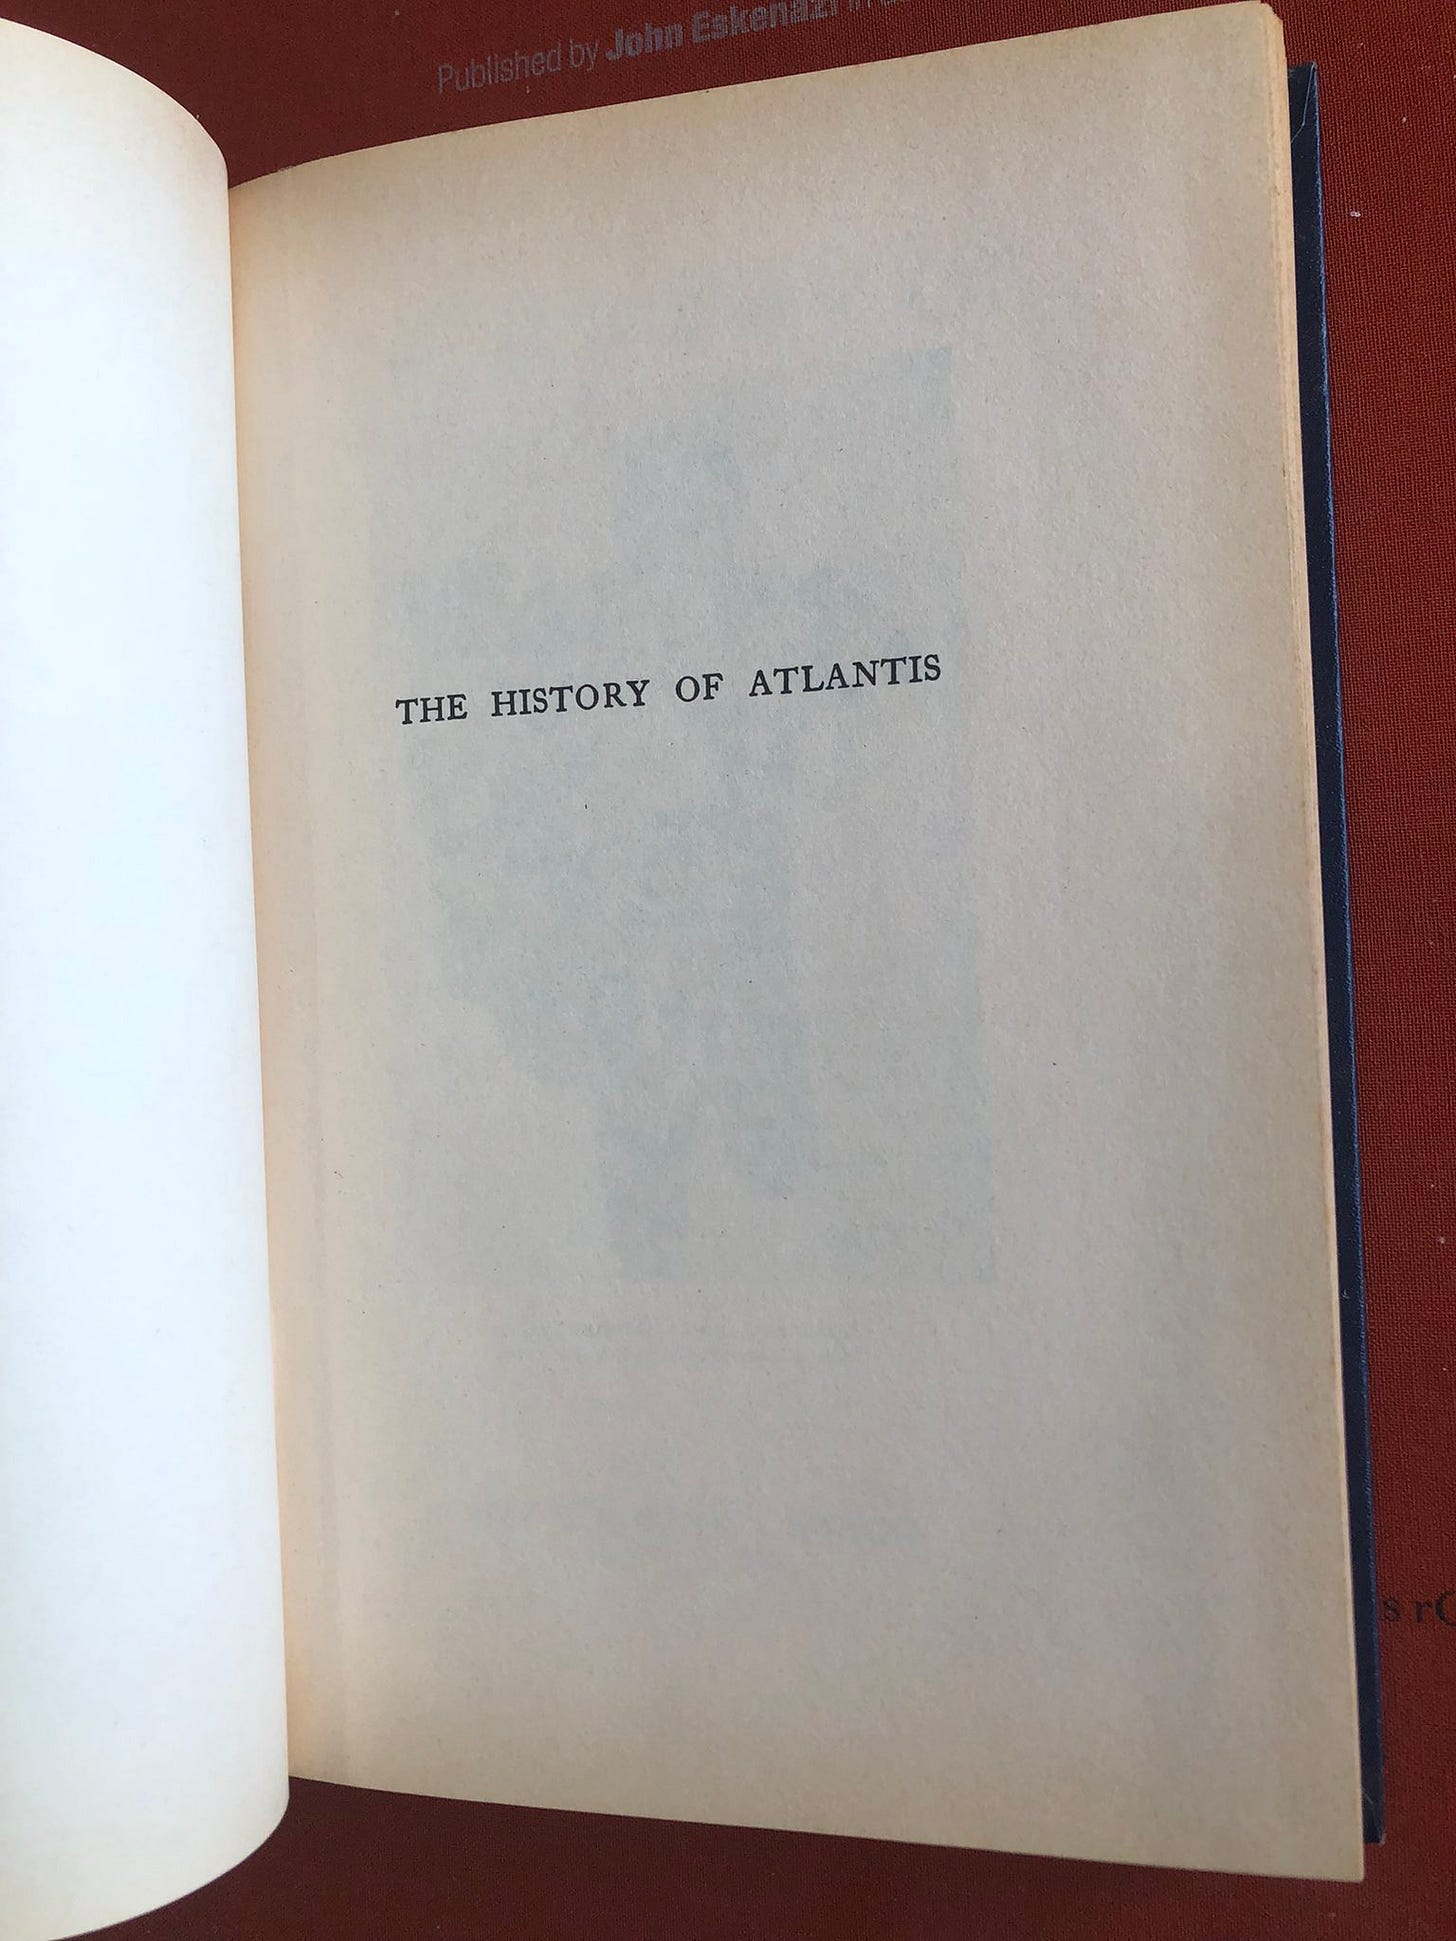 Published by John Eskenazi
THE HISTORY OF ATLANTIS
s r